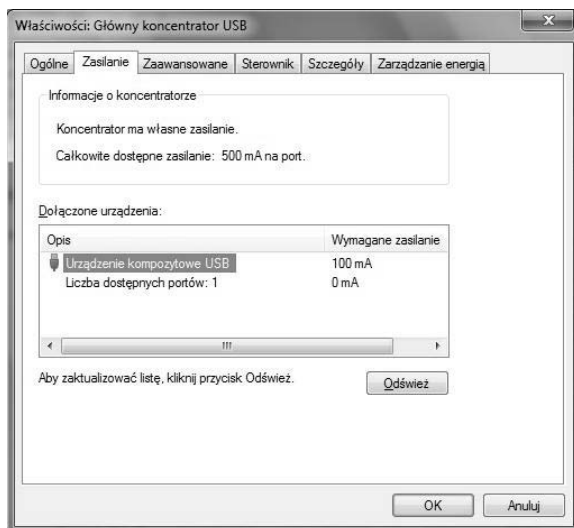 Właściwości: Główny koncentrator USB
Ogólne Zasilanie Zaawansowane Sterownik Szczegóły Zarządzanie energią
Informacje o koncentratorze
Koncentrator ma własne zasilanie.
Całkowite dostępne zasilanie: 500 mA na port.
Dołączone urządzenia:
Opis Wymagane zasilanie
Urządzenie kompozytowe USB 100 mA
Liczba dostępnych portów: 1 0 mA
Aby zaktualizować listę, kliknij przycisk Odśwież.
Odśwież
OK Anuluj